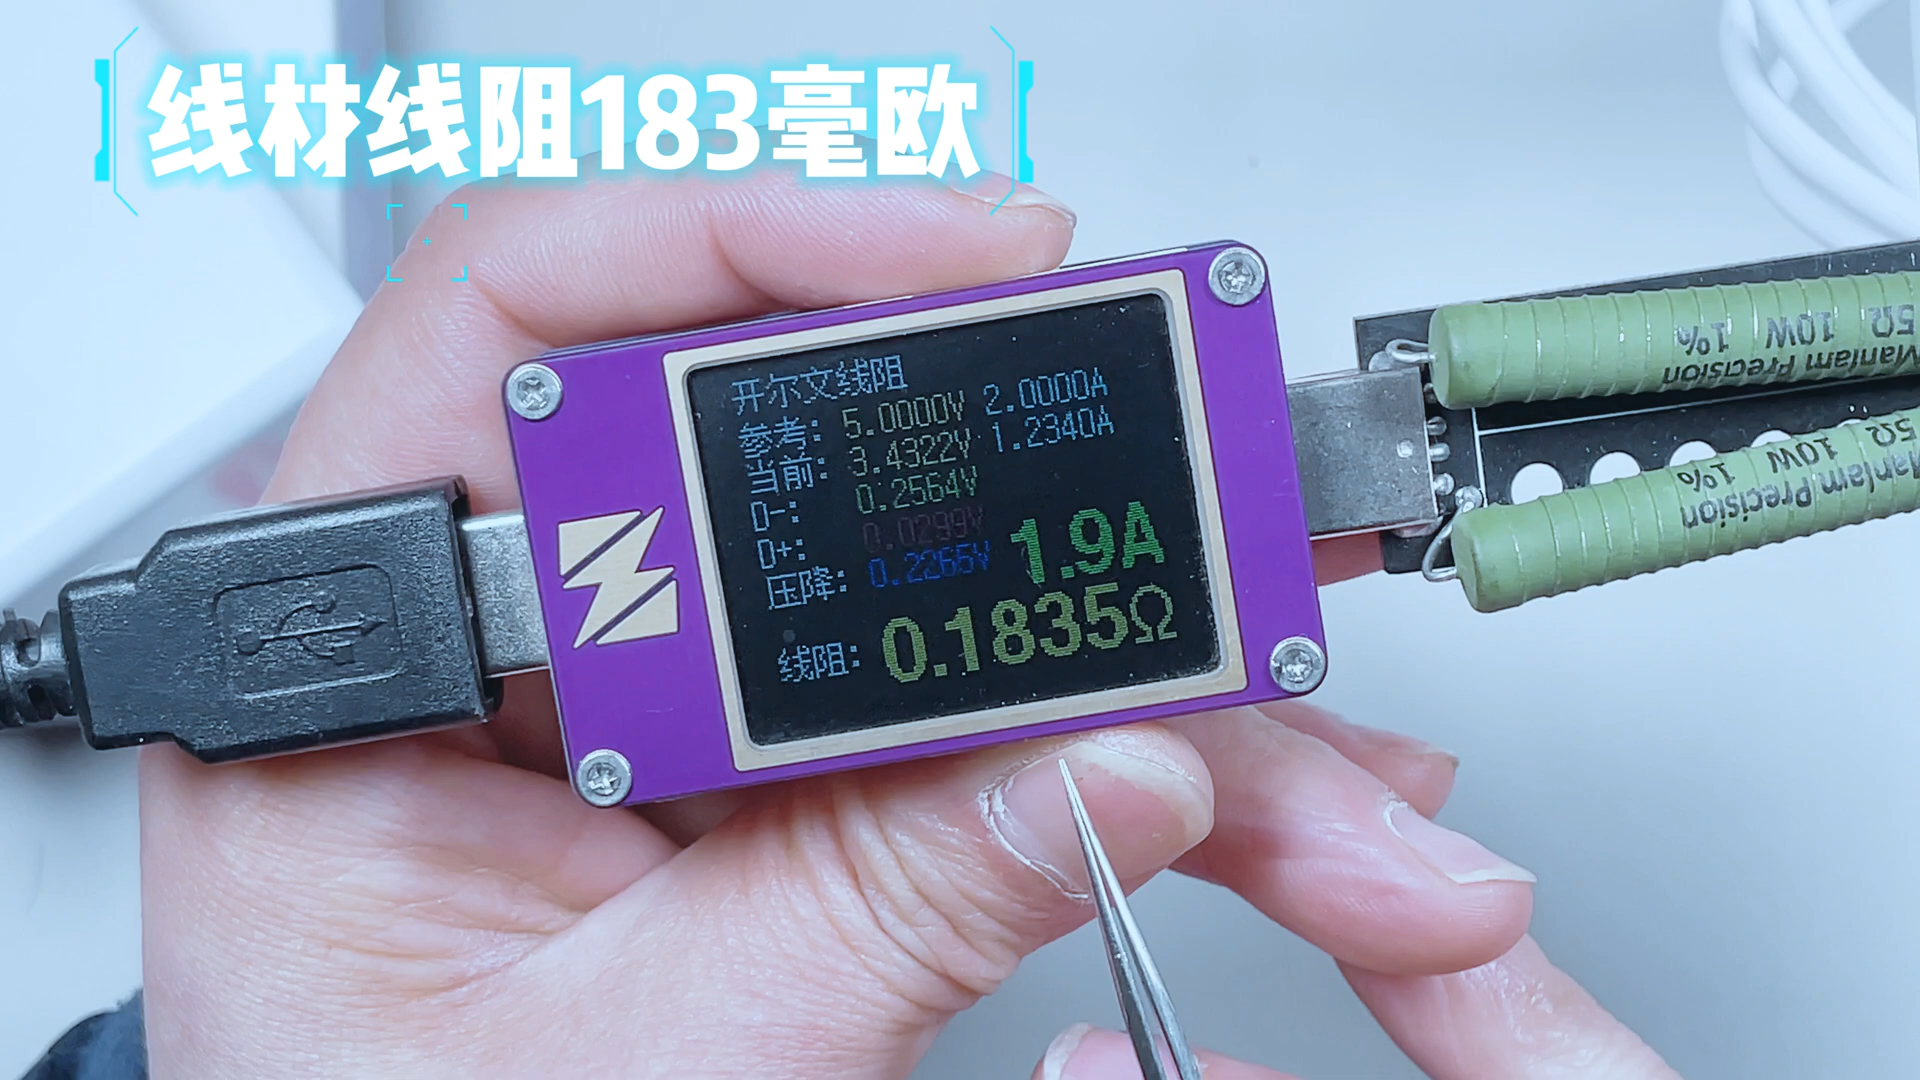 线材线阻183毫欧
开尔文线阻
参考: 5.0000V 2.0000A
当前: 3.4322V 1.2340A
D-: 0.2564V
D+: 0.0299V
压降: 0.2265V 1.9A
线阻: 0.1835Ω
5Ω
10W 1%
Manlam Precision
5Ω
10W 1%
Manlam Precision